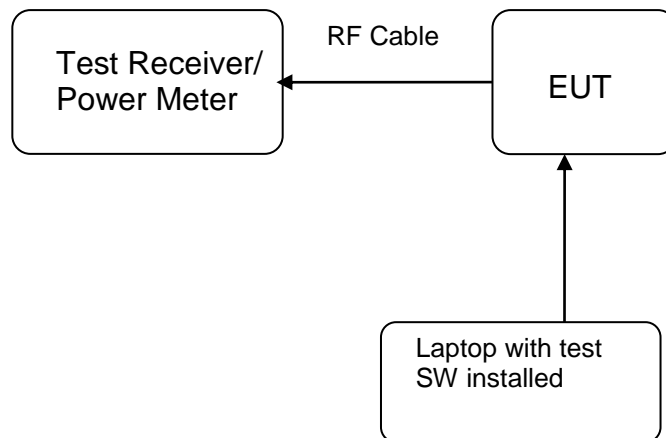 RF Cable
Test Receiver/
Power Meter
EUT
Laptop with test
SW installed